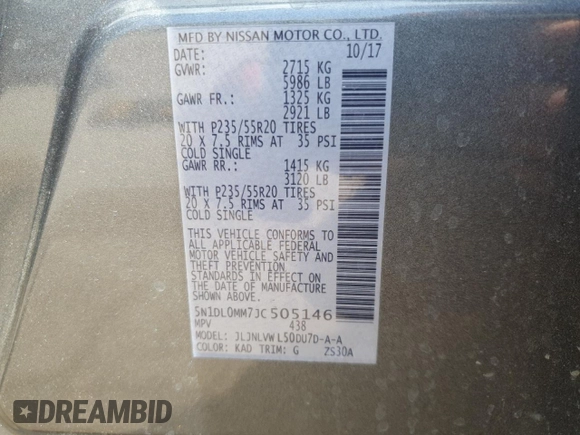 MFD BY NISSAN MOTOR CO., LTD.
DATE: 10/17
GVWR: 2715 KG
5986 LB
GAWR FR.: 1325 KG
2921 LB
WITH P235/55R20 TIRES
20 X 7.5 RIMS AT 35 PSI
COLD SINGLE
GAWR RR.: 1415 KG
3120 LB
WITH P235/55R20 TIRES
20 X 7.5 RIMS AT 35 PSI
COLD SINGLE
THIS VEHICLE CONFORMS TO
ALL APPLICABLE FEDERAL
MOTOR VEHICLE SAFETY AND
THEFT PREVENTION
STANDARDS IN EFFECT ON
THE DATE OF MANUFACTURE
SHOWN ABOVE.
5N1DL0MM7JC505146
MPV 438
MODEL: JLJNLVWL50DU7D-A-A
COLOR: KAD TRIM: G ZS30A
DREAMBID